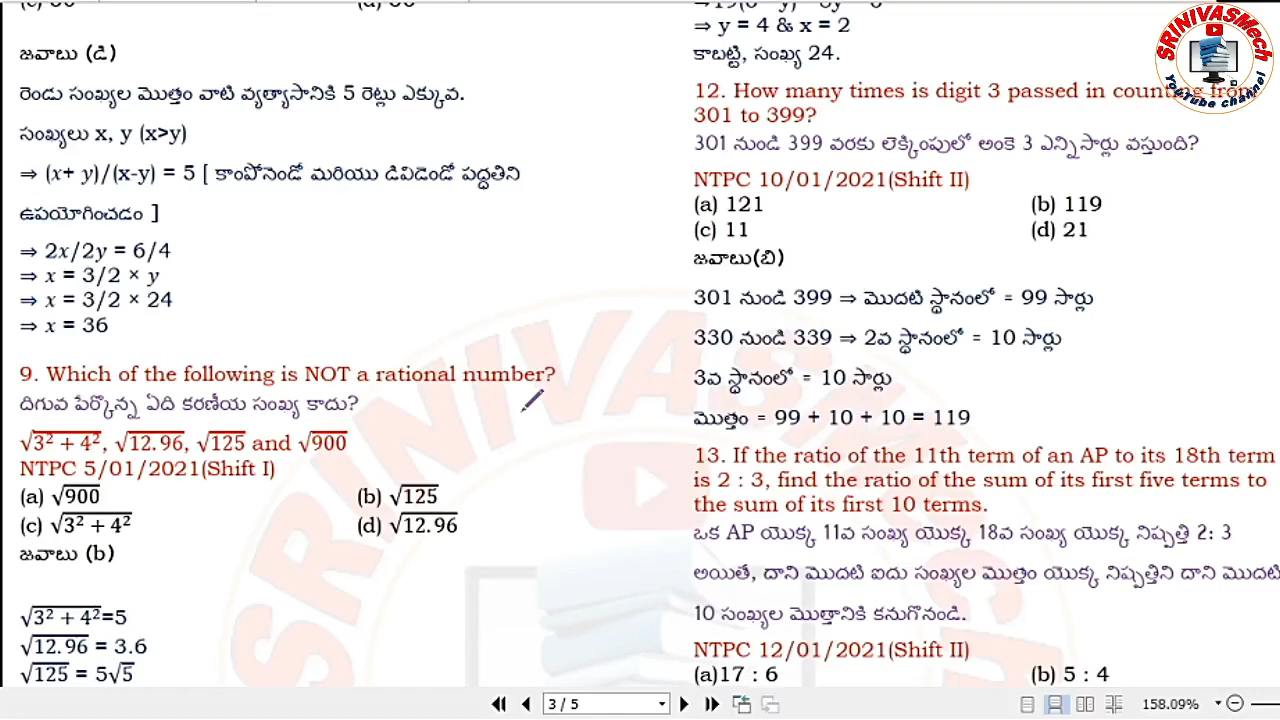 జవాబు (డి)
రెండు సంఖ్యల మొత్తం వాటి వ్యత్యాసానికి 5 రెట్లు ఎక్కువ.
సంఖ్యలు x, y (x>y)
⇒ (x+ y)/(x-y) = 5 [ కాంపోనెండో మరియు డివిడెండో పద్ధతిని
ఉపయోగించడం ]
⇒ 2x/2y = 6/4
⇒ x = 3/2 × y
⇒ x = 3/2 × 24
⇒ x = 36
9. Which of the following is NOT a rational number?
దిగువ పేర్కొన్న ఏది కరణీయ సంఖ్య కాదు?
√(3² + 4²), √12.96, √125 and √900
NTPC 5/01/2021(Shift I)
(a) √900 (b) √125
(c) √(3² + 4²) (d) √12.96
జవాబు (b)
√(3² + 4²)=5
√12.96 = 3.6
√125 = 5√5
⇒ y = 4 & x = 2
కాబట్టి, సంఖ్య 24.
12. How many times is digit 3 passed in counting from
301 to 399?
301 నుండి 399 వరకు లెక్కింపులో అంకె 3 ఎన్నిసార్లు వస్తుంది?
NTPC 10/01/2021(Shift II)
(a) 121 (b) 119
(c) 11 (d) 21
జవాబు(బి)
301 నుండి 399 ⇒ మొదటి స్థానంలో = 99 సార్లు
330 నుండి 339 ⇒ 2వ స్థానంలో = 10 సార్లు
3వ స్థానంలో = 10 సార్లు
మొత్తం = 99 + 10 + 10 = 119
13. If the ratio of the 11th term of an AP to its 18th term
is 2 : 3, find the ratio of the sum of its first five terms to
the sum of its first 10 terms.
ఒక AP యొక్క 11వ సంఖ్య యొక్క 18వ సంఖ్య యొక్క నిష్పత్తి 2: 3
అయితే, దాని మొదటి ఐదు సంఖ్యల మొత్తం యొక్క నిష్పత్తిని దాని మొదటి
10 సంఖ్యల మొత్తానికి కనుగొనండి.
NTPC 12/01/2021(Shift II)
(a)17 : 6 (b) 5 : 4
SRINIVASMech
YouTube channel
SRINIVASMech
3 / 5
158.09%